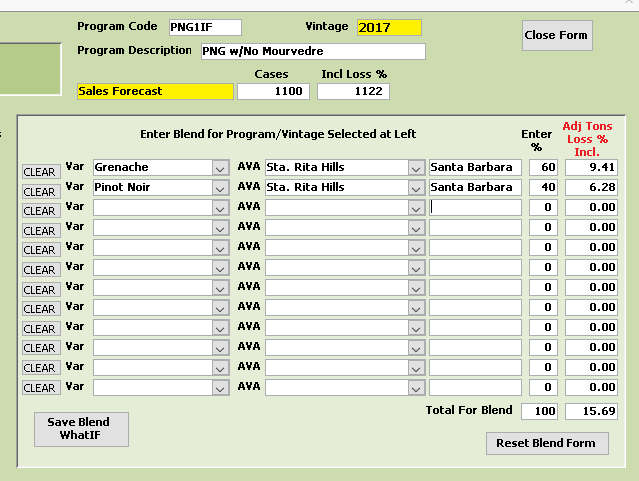 Program Code PNG1IF Vintage 2017 Close Form
Program Description PNG w/No Mourvedre
Cases Incl Loss %
Sales Forecast 1100 1122
Enter Blend for Program/Vintage Selected at Left Enter % Adj Tons Loss % Incl.
CLEAR Var Grenache AVA Sta. Rita Hills Santa Barbara 60 9.41
CLEAR Var Pinot Noir AVA Sta. Rita Hills Santa Barbara 40 6.28
CLEAR Var AVA 0 0.00
CLEAR Var AVA 0 0.00
CLEAR Var AVA 0 0.00
CLEAR Var AVA 0 0.00
CLEAR Var AVA 0 0.00
CLEAR Var AVA 0 0.00
CLEAR Var AVA 0 0.00
CLEAR Var AVA 0 0.00
CLEAR Var AVA 0 0.00
CLEAR Var AVA 0 0.00
Total For Blend 100 15.69
Save Blend
WhatIF
Reset Blend Form